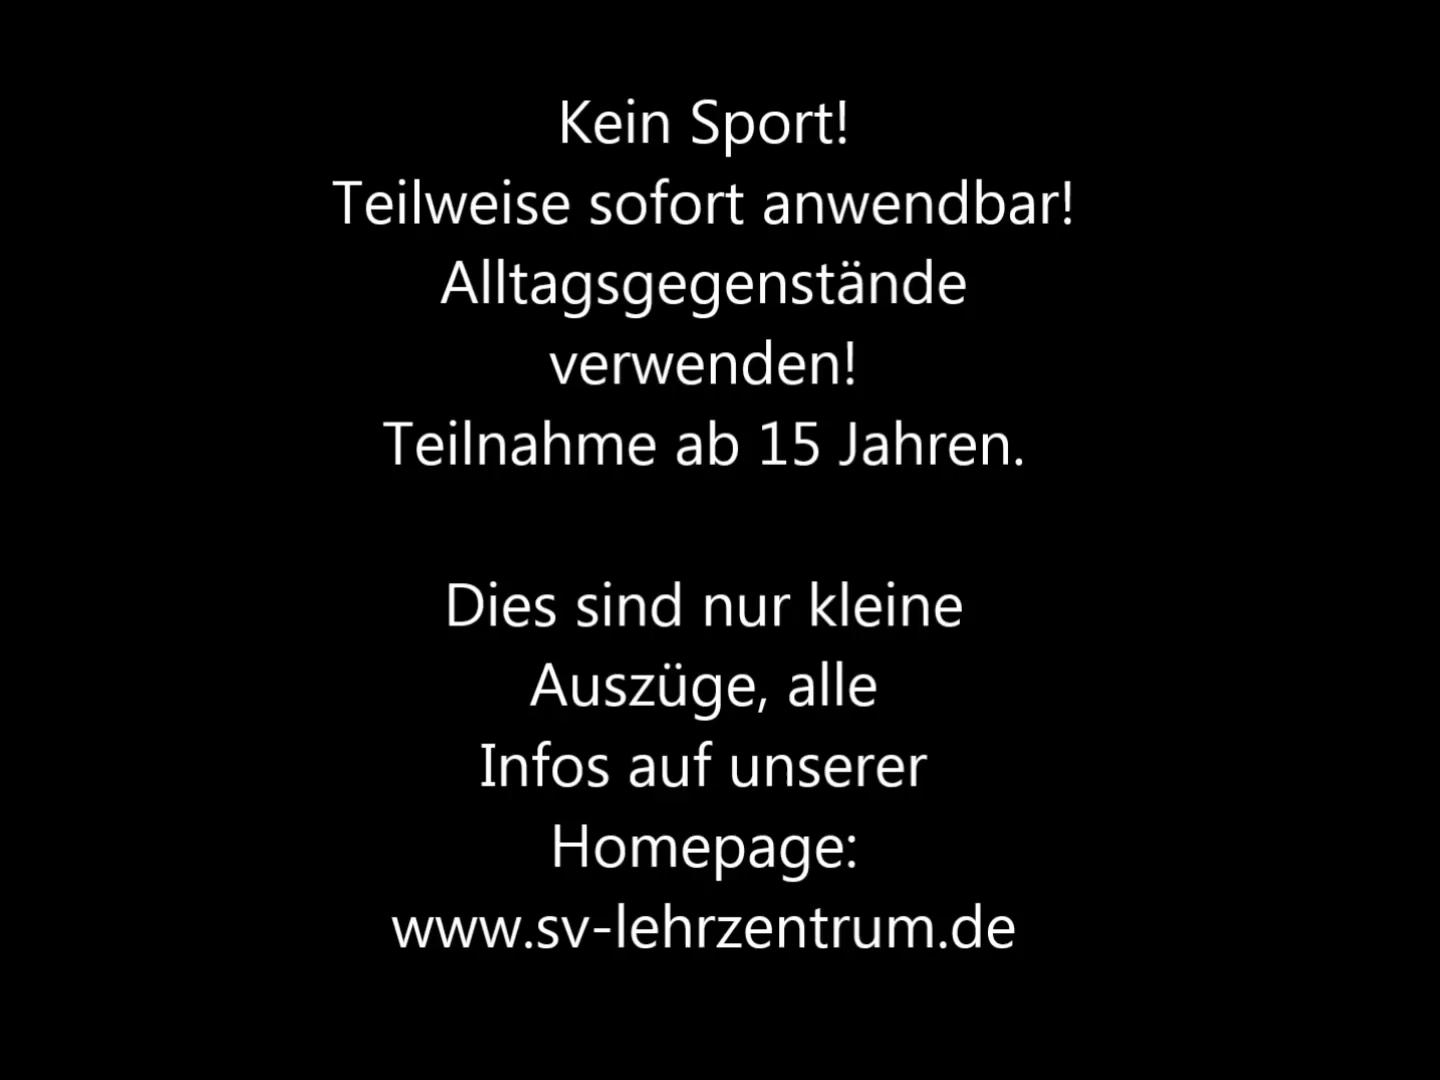 Kein Sport!
Teilweise sofort anwendbar!
Alltagsgegenstände
verwenden!
Teilnahme ab 15 Jahren.
Dies sind nur kleine
Auszüge, alle
Infos auf unserer
Homepage:
www.sv-lehrzentrum.de